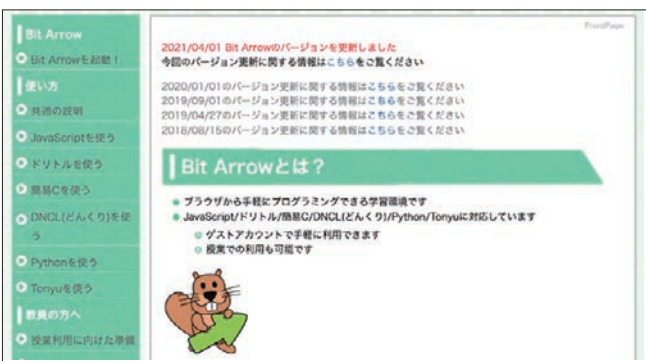 Bit Arrow
Bit Arrowを起動！
使い方
共通の説明
JavaScriptを使う
ドリトルを使う
簡易Cを使う
DNCL(どんくり)を使
う
Pythonを使う
Tonyuを使う
教員の方へ
授業利用に向けた準備
FrontPage
2021/04/01 Bit Arrowのバージョンを更新しました
今回のバージョン更新に関する情報はこちらをご覧ください
2020/01/01のバージョン更新に関する情報はこちらをご覧ください
2019/09/01のバージョン更新に関する情報はこちらをご覧ください
2019/04/27のバージョン更新に関する情報はこちらをご覧ください
2018/08/15のバージョン更新に関する情報はこちらをご覧ください
Bit Arrowとは？
ブラウザから手軽にプログラミングできる学習環境です
JavaScript/ドリトル/簡易C/DNCL(どんくり)/Python/Tonyuに対応しています
ゲストアカウントで手軽に利用できます
授業での利用も可能です